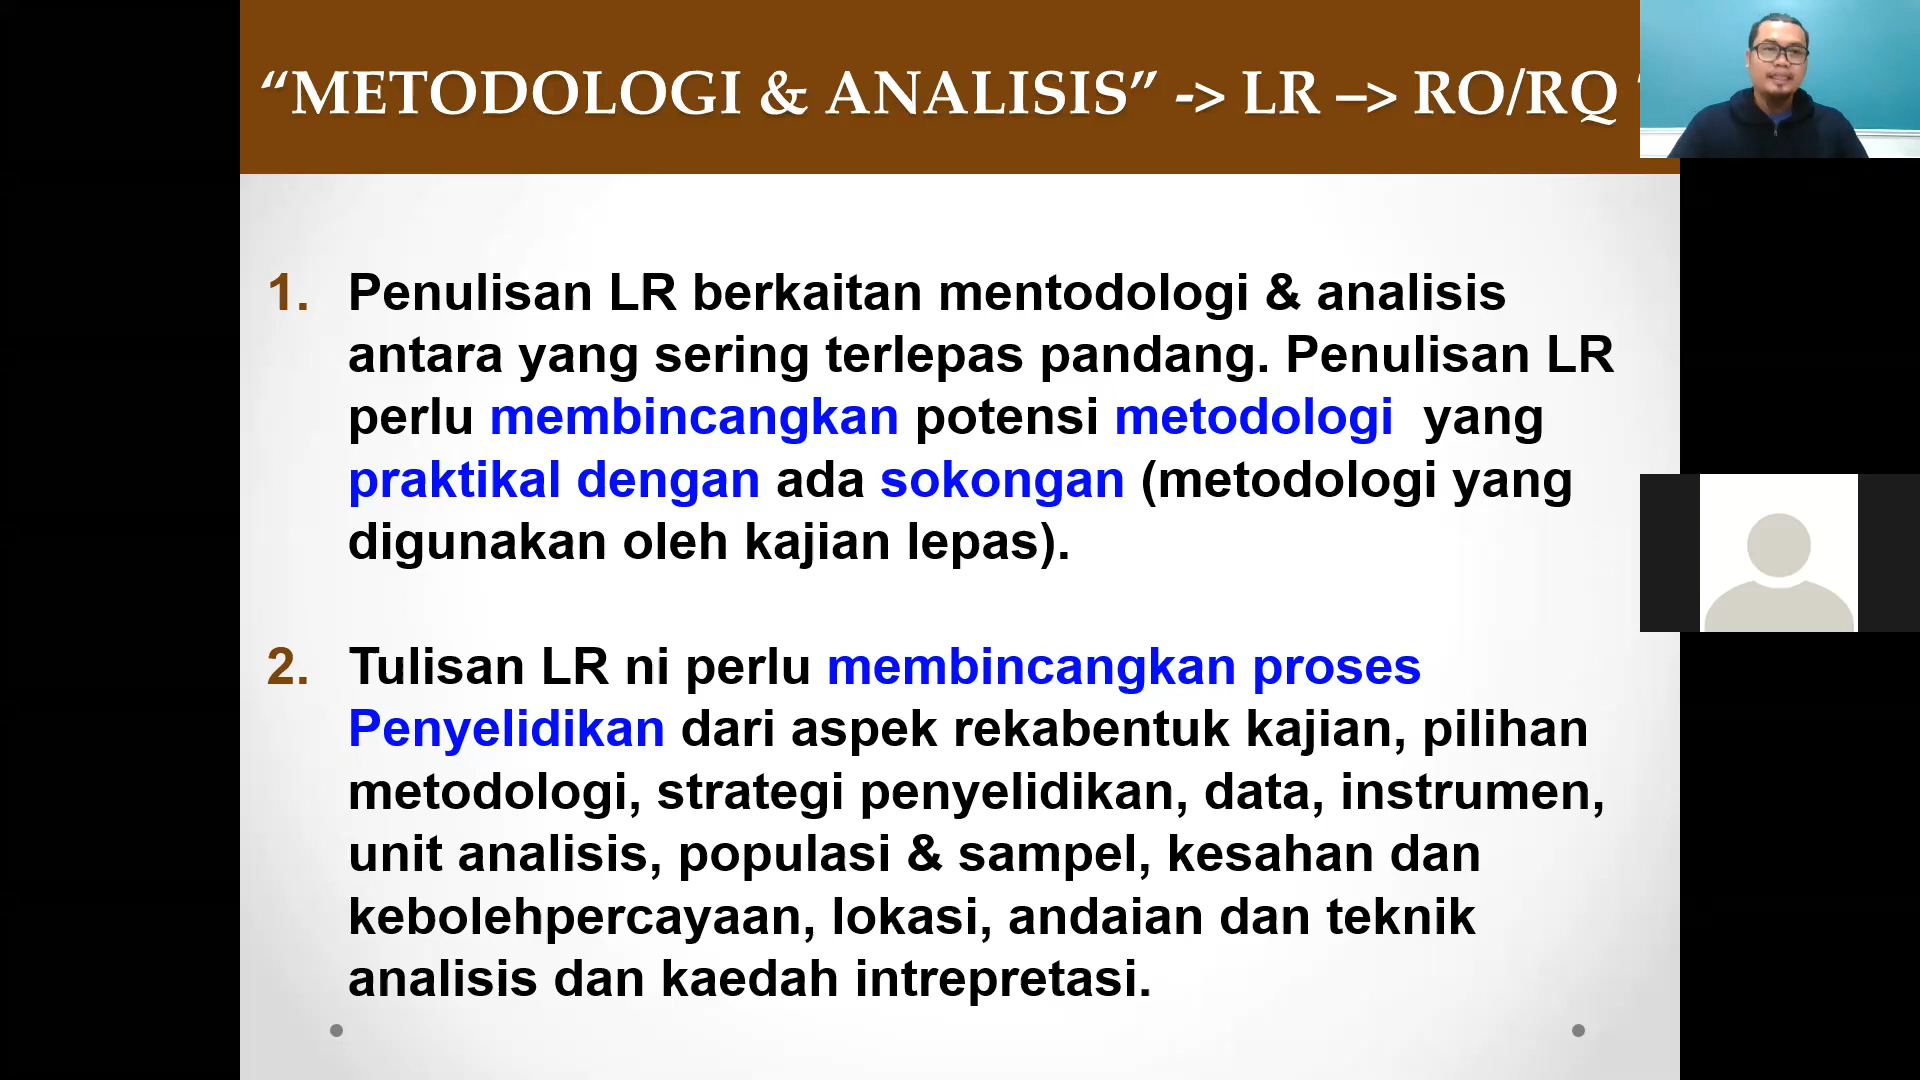 “METODOLOGI & ANALISIS” -> LR –> RO/RQ
1. Penulisan LR berkaitan mentodologi & analisis
antara yang sering terlepas pandang. Penulisan LR
perlu membincangkan potensi metodologi yang
praktikal dengan ada sokongan (metodologi yang
digunakan oleh kajian lepas).
2. Tulisan LR ni perlu membincangkan proses
Penyelidikan dari aspek rekabentuk kajian, pilihan
metodologi, strategi penyelidikan, data, instrumen,
unit analisis, populasi & sampel, kesahan dan
kebolehpercayaan, lokasi, andaian dan teknik
analisis dan kaedah intrepretasi.